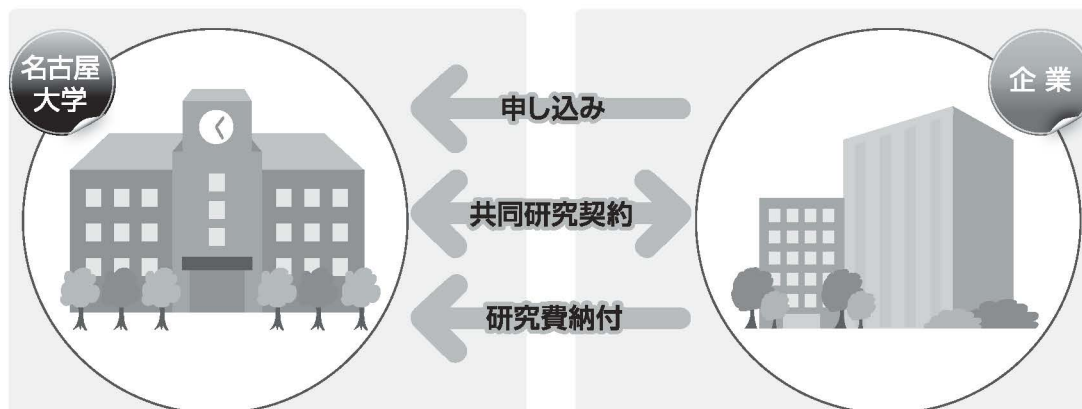 名古屋
大学
企業
申し込み
共同研究契約
研究費納付